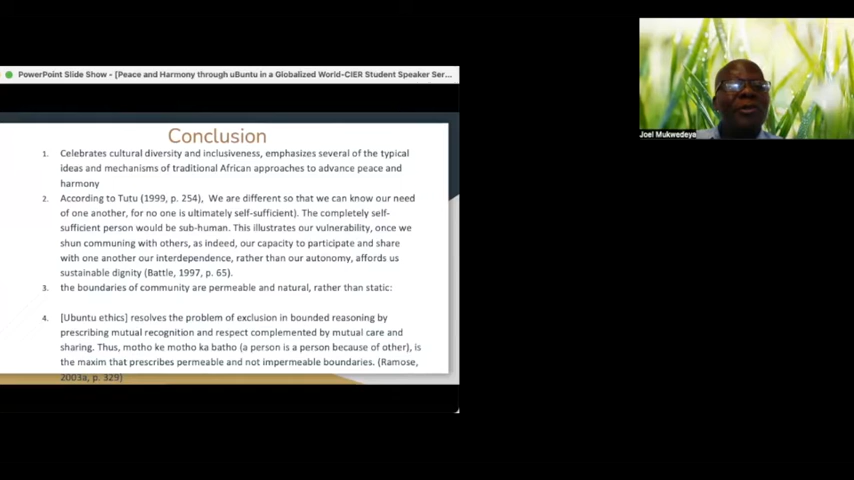 PowerPoint Slide Show - [Peace and Harmony through uBuntu in a Globalized World-CIER Student Speaker Ser...
Conclusion
1. Celebrates cultural diversity and inclusiveness, emphasizes several of the typical
ideas and mechanisms of traditional African approaches to advance peace and
harmony
2. According to Tutu (1999, p. 254), We are different so that we can know our need
of one another, for no one is ultimately self-sufficient). The completely self-
sufficient person would be sub-human. This illustrates our vulnerability, once we
shun communing with others, as indeed, our capacity to participate and share
with one another our interdependence, rather than our autonomy, affords us
sustainable dignity (Battle, 1997, p. 65).
3. the boundaries of community are permeable and natural, rather than static:
4. [Ubuntu ethics] resolves the problem of exclusion in bounded reasoning by
prescribing mutual recognition and respect complemented by mutual care and
sharing. Thus, motho ke motho ka batho (a person is a person because of other), is
the maxim that prescribes permeable and not impermeable boundaries. (Ramose,
2003a, p. 329)
Joel Mukwedeya